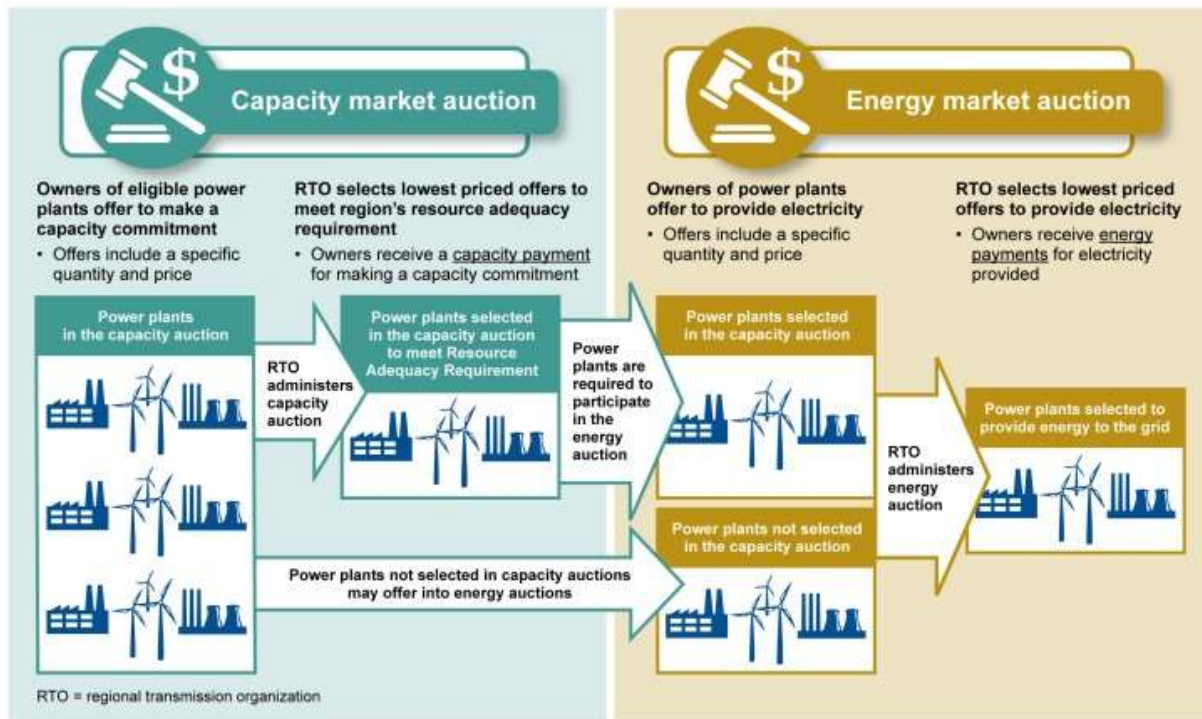 $
Capacity market auction
Owners of eligible power
plants offer to make a
capacity commitment
• Offers include a specific
quantity and price
RTO selects lowest priced offers to
meet region's resource adequacy
requirement
• Owners receive a capacity payment
for making a capacity commitment
Power plants
in the capacity auction
RTO
administers
capacity
auction
Power plants selected
in the capacity auction
to meet Resource
Adequacy Requirement
Power
plants are
required to
participate
in the
energy
auction
Power plants not selected in capacity auctions
may offer into energy auctions
RTO = regional transmission organization
$
Energy market auction
Owners of power plants
offer to provide electricity
• Offers include a specific
quantity and price
RTO selects lowest priced
offers to provide electricity
• Owners receive energy
payments for electricity
provided
Power plants selected
in the capacity auction
Power plants not selected
in the capacity auction
RTO
administers
energy
auction
Power plants selected to
provide energy to the grid